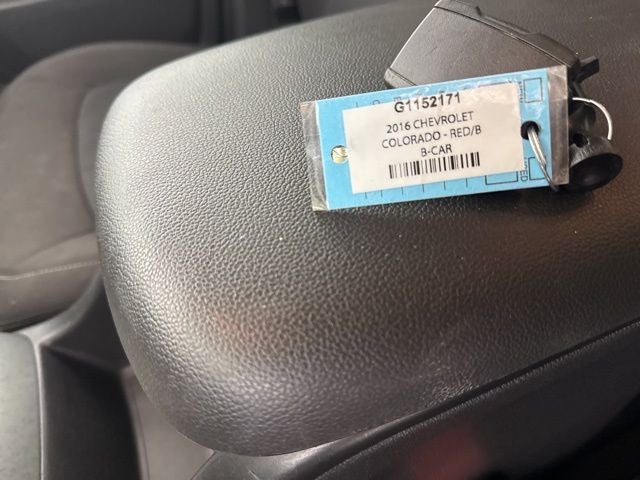 G1152171
2016 CHEVROLET
COLORADO - RED/B
B-CAR